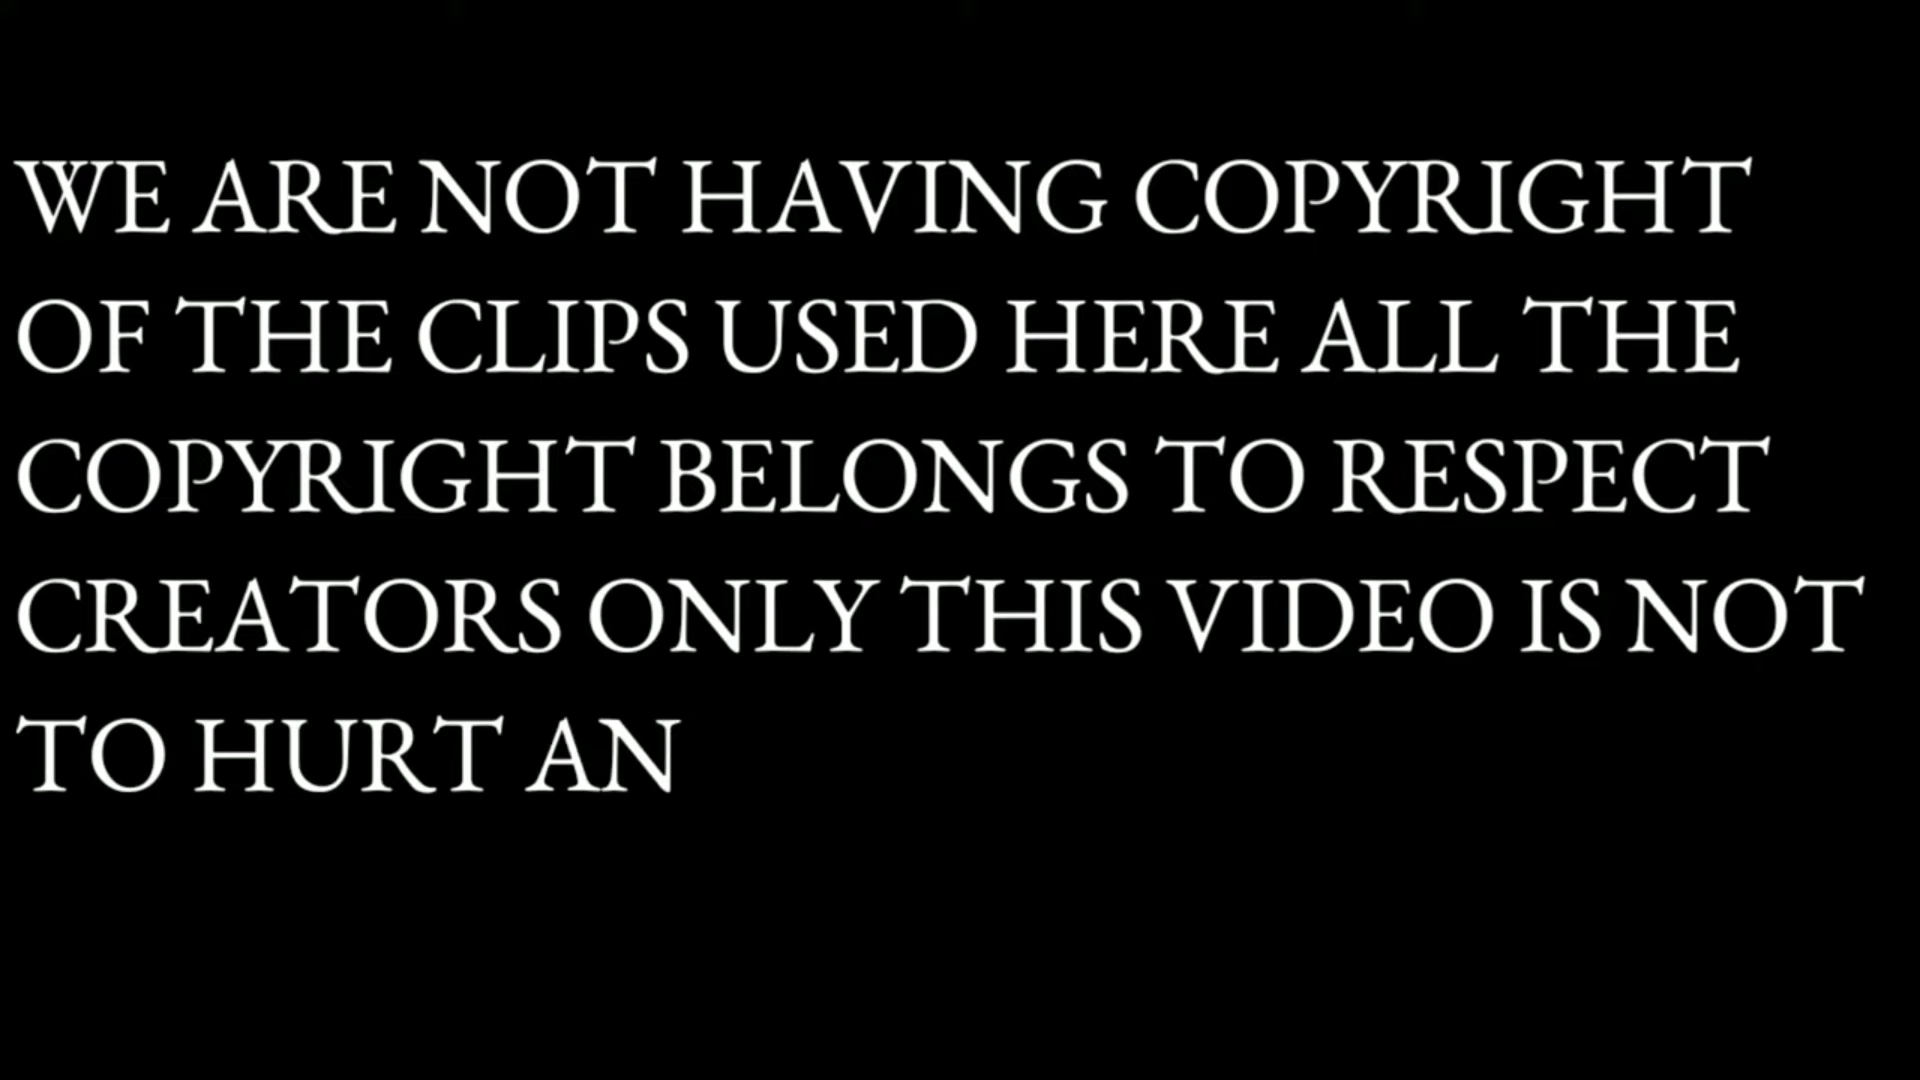 WE ARE NOT HAVING COPYRIGHT
OF THE CLIPS USED HERE ALL THE
COPYRIGHT BELONGS TO RESPECT
CREATORS ONLY THIS VIDEO IS NOT
TO HURT AN